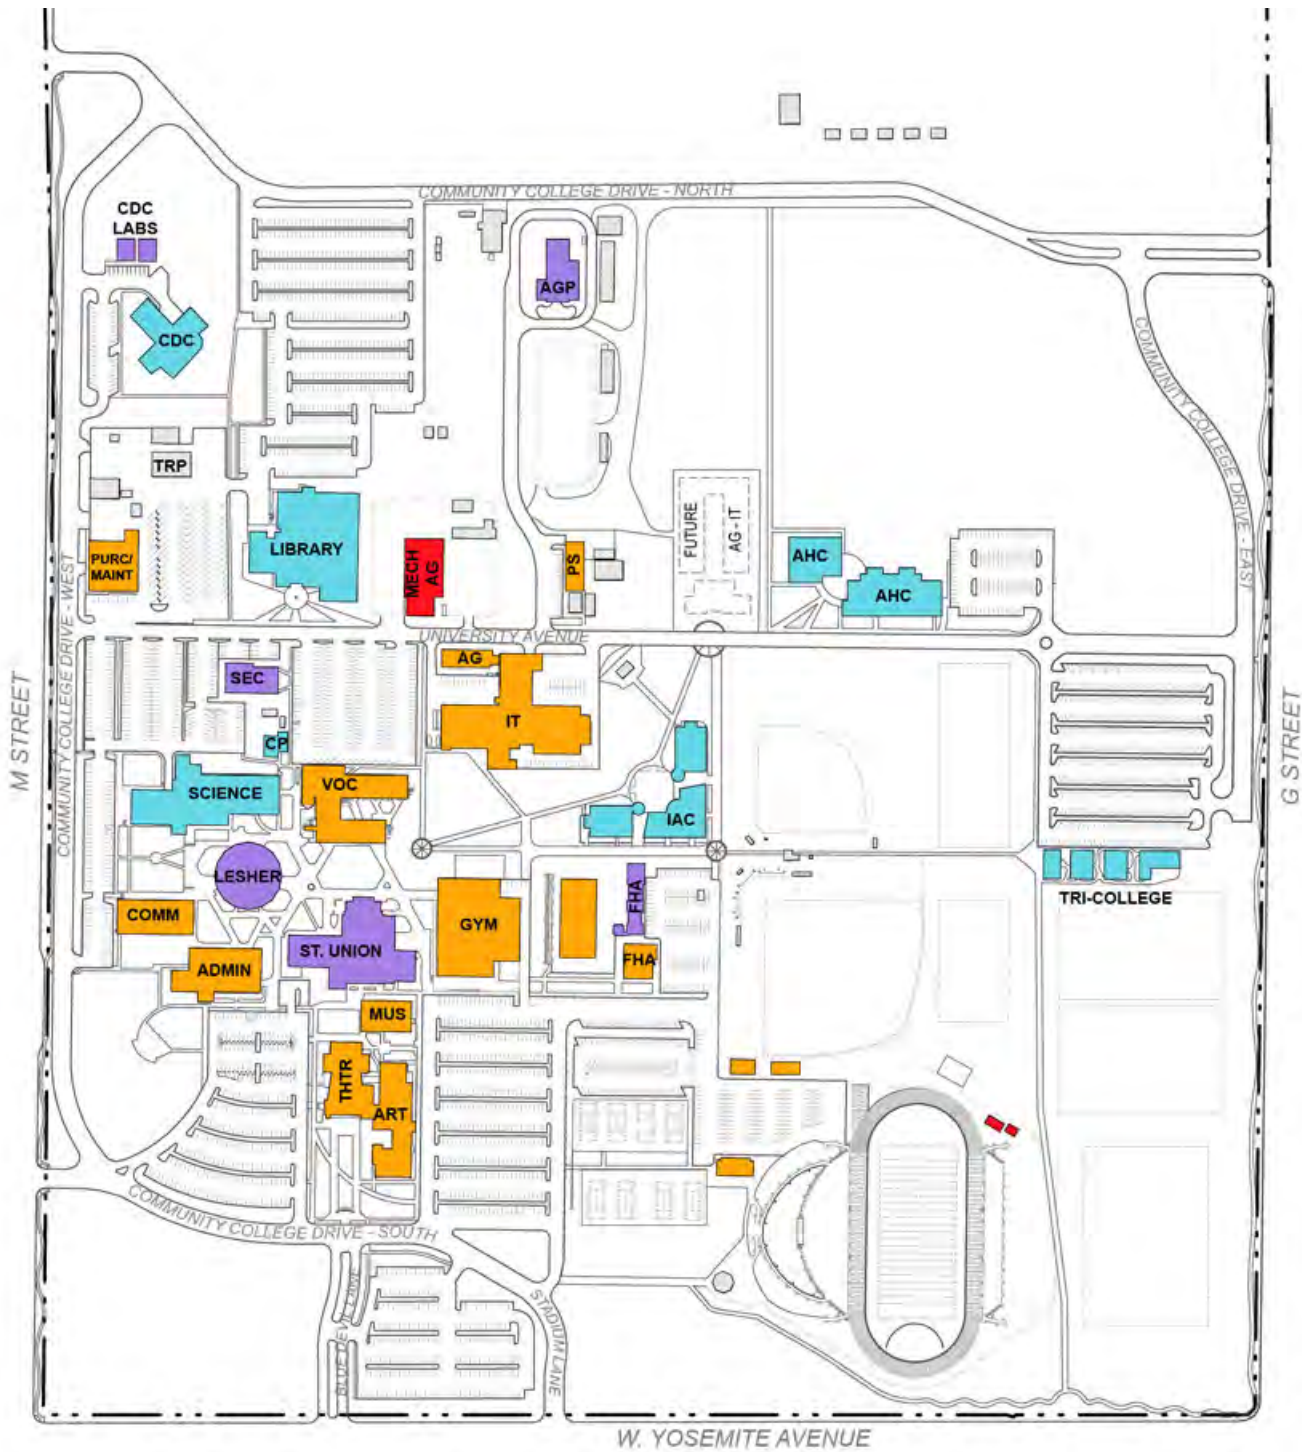 COMMUNITY COLLEGE DRIVE - NORTH
CDC
LABS
AGP
CDC
COMMUNITY COLLEGE DRIVE - EAST
TRP
LIBRARY
PURC/
MAINT
MECH
AG
PS
FUTURE
AG - IT
AHC
AHC
COMMUNITY COLLEGE DRIVE - WEST
UNIVERSITY AVENUE
SEC
AG
IT
M STREET
G STREET
CP
SCIENCE
VOC
IAC
LESHER
FHA
TRI-COLLEGE
COMM
GYM
ST. UNION
FHA
ADMIN
MUS
THTR
ART
COMMUNITY COLLEGE DRIVE - SOUTH
BLUE DEVIL LANE
STADIUM LANE
W. YOSEMITE AVENUE